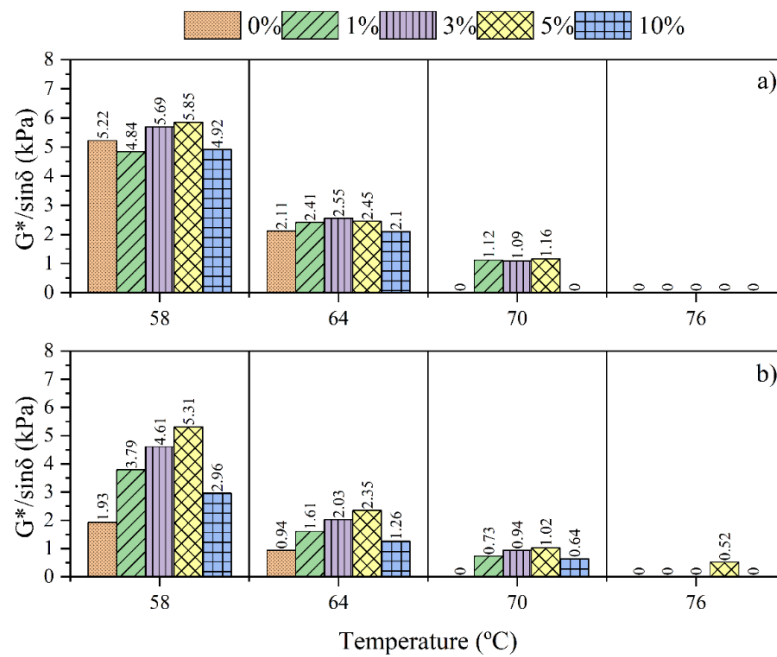 0% 1% 3% 5% 10%
a)
G*/sinδ (kPa)
8
7
6
5
4
3
2
1
0
5.22 4.84 5.69 5.85 4.92
2.11 2.41 2.55 2.45 2.1
0 1.12 1.09 1.16 0
0 0 0 0 0
58 64 70 76
b)
G*/sinδ (kPa)
8
7
6
5
4
3
2
1
0
1.93 3.79 4.61 5.31 2.96
0.94 1.61 2.03 2.35 1.26
0 0.73 0.94 1.02 0.64
0 0 0 0.52 0
58 64 70 76
Temperature (ºC)